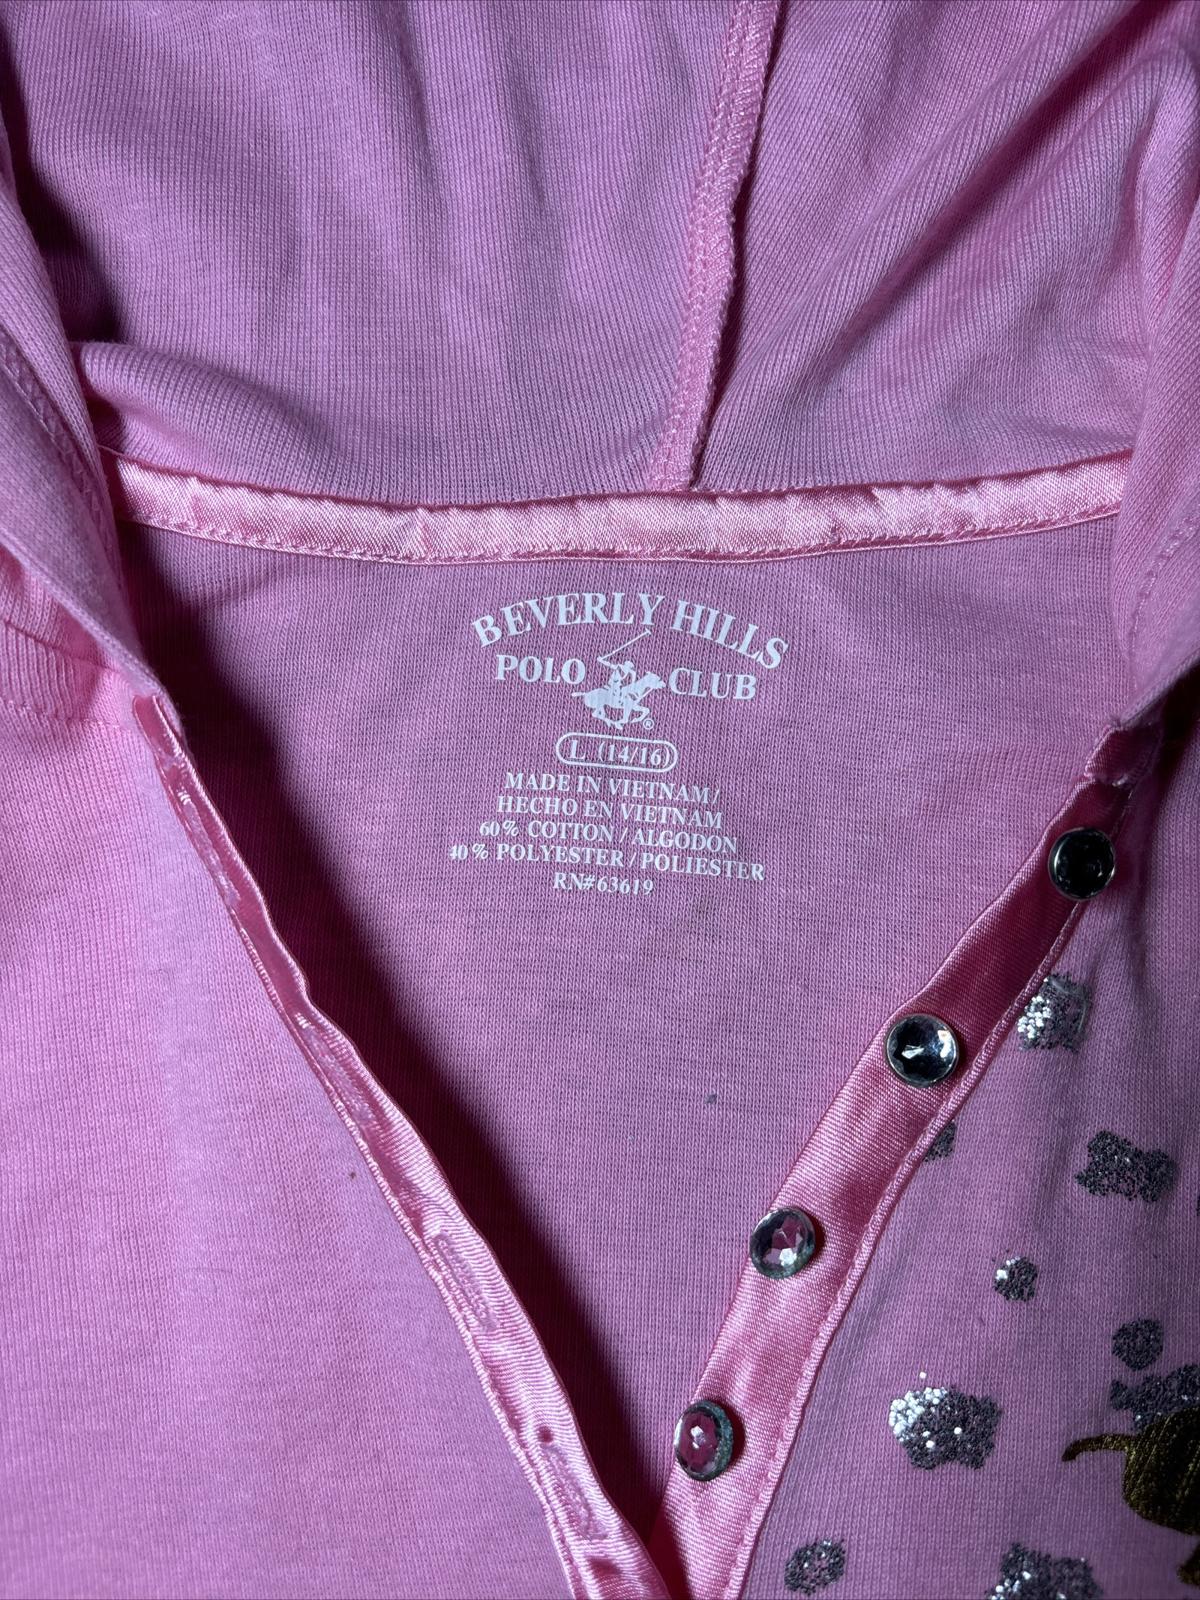 BEVERLY HILLS
POLO CLUB
®
L (14/16)
MADE IN VIETNAM/
HECHO EN VIETNAM
60% COTTON/ALGODON
40% POLYESTER/POLIESTER
RN#63619